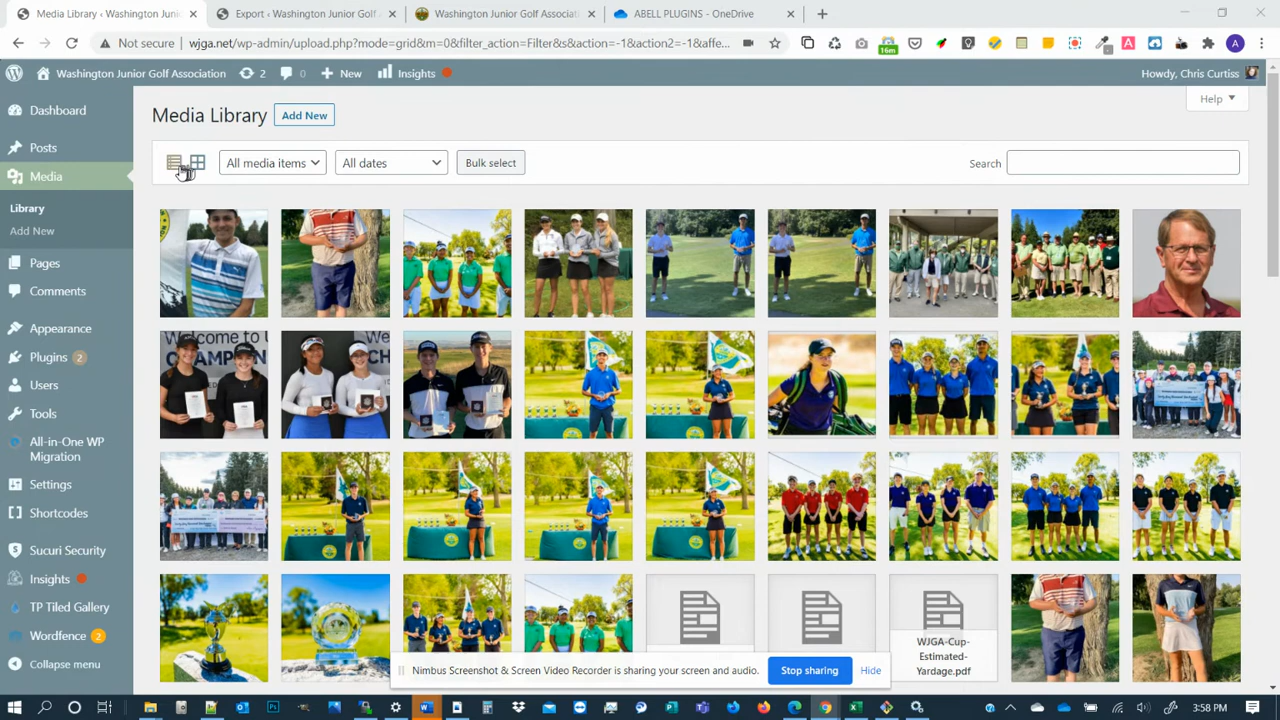 Media Library ‹ Washington Junior
Export ‹ Washington Junior Golf A
Washington Junior Golf Associati
ABELL PLUGINS - OneDrive
Not secure
wjga.net/wp-admin/upload.php?mode=grid&m=0&filter_action=Filter&s&action=-1&action2=-1&affe...
16m
A
A
Washington Junior Golf Association
2
0
New
Insights
Howdy, Chris Curtiss
Dashboard
Media Library
Add New
Help
Posts
Media
All media items
All dates
Bulk select
Search
Library
Add New
Pages
Comments
Appearance
Plugins 2
Users
Tools
All-in-One WP
Migration
Settings
Shortcodes
Sucuri Security
Insights
TP Tiled Gallery
Wordfence 2
Collapse menu
WJGA-Cup-
Estimated-
Yardage.pdf
Nimbus Screenshot & Screen Video Recorder is sharing your screen and audio.
Stop sharing
Hide
3:58 PM